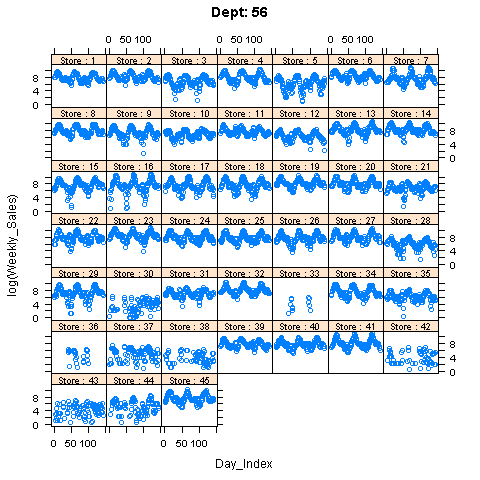 Dept: 56
0 50 100 0 50 100 0 50 100
Store : 1 Store : 2 Store : 3 Store : 4 Store : 5 Store : 6 Store : 7
0 4 8
Store : 8 Store : 9 Store : 10 Store : 11 Store : 12 Store : 13 Store : 14
0 4 8
Store : 15 Store : 16 Store : 17 Store : 18 Store : 19 Store : 20 Store : 21
0 4 8
Store : 22 Store : 23 Store : 24 Store : 25 Store : 26 Store : 27 Store : 28
0 4 8
Store : 29 Store : 30 Store : 31 Store : 32 Store : 33 Store : 34 Store : 35
0 4 8
Store : 36 Store : 37 Store : 38 Store : 39 Store : 40 Store : 41 Store : 42
0 4 8
Store : 43 Store : 44 Store : 45
0 4 8
0 50 100 0 50 100
log(Weekly_Sales)
Day_Index